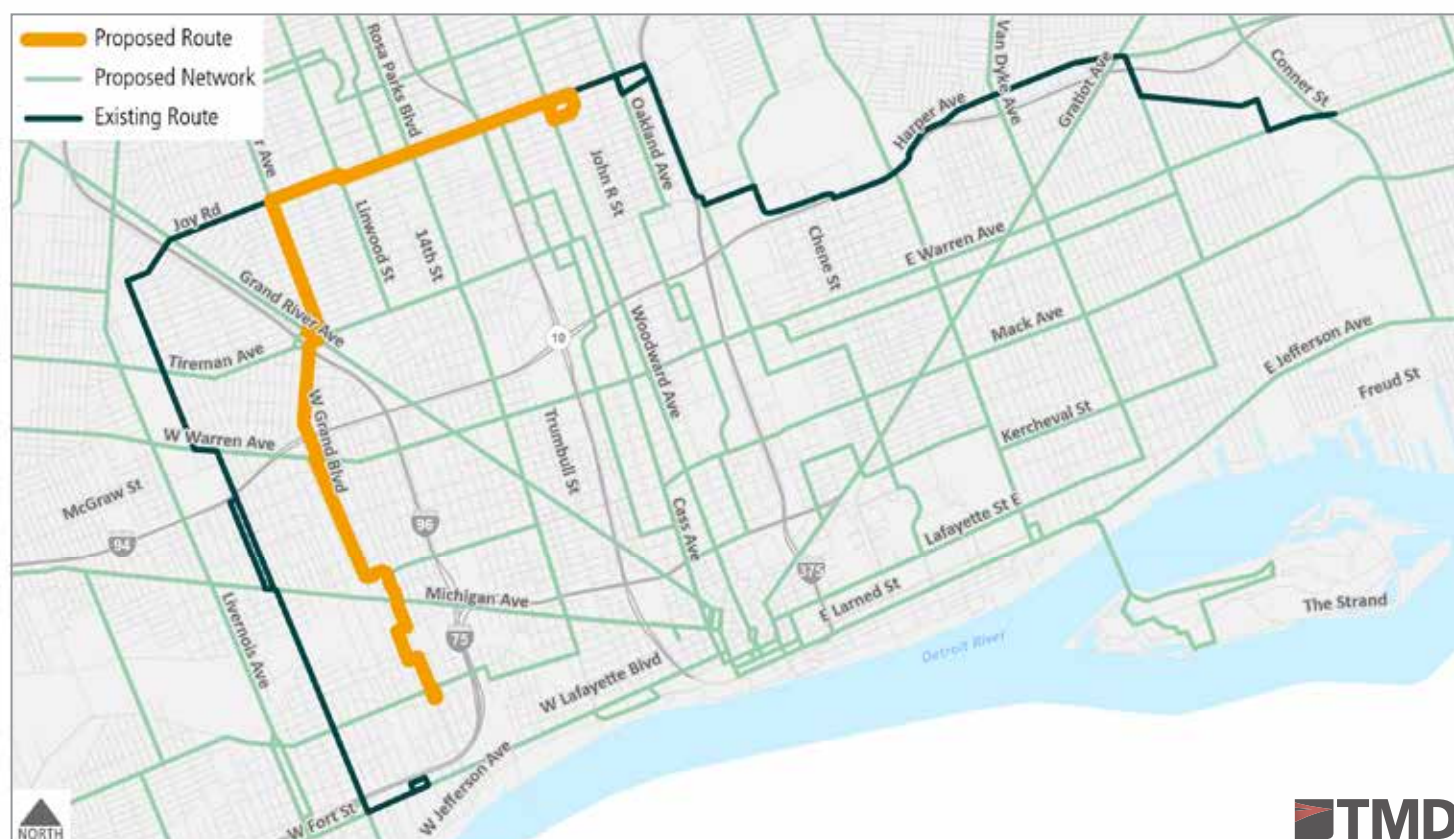 Proposed Route
Proposed Network
Existing Route
Rosa Parks Blvd
r Ave
Joy Rd
Linwood St
14th St
John R St
Oakland Ave
Harper Ave
Van Dyke Ave
Gratiot Ave
Conner St
Chene St
E Warren Ave
Mack Ave
E Jefferson Ave
Freud St
Kercheval St
Grand River Ave
Tireman Ave
W Grand Blvd
W Warren Ave
McGraw St
10
Woodward Ave
Trumbull St
Cass Ave
94
96
Michigan Ave
75
375
Lafayette St E
E Larned St
The Strand
Detroit River
Livernois Ave
W Lafayette Blvd
W Jefferson Ave
W Fort St
NORTH
TMD